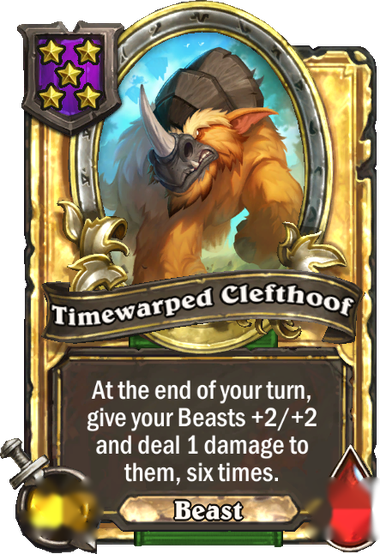 Timewarped Clefthoof
At the end of your turn,
give your Beasts +2/+2
and deal 1 damage to
them, six times.
Beast